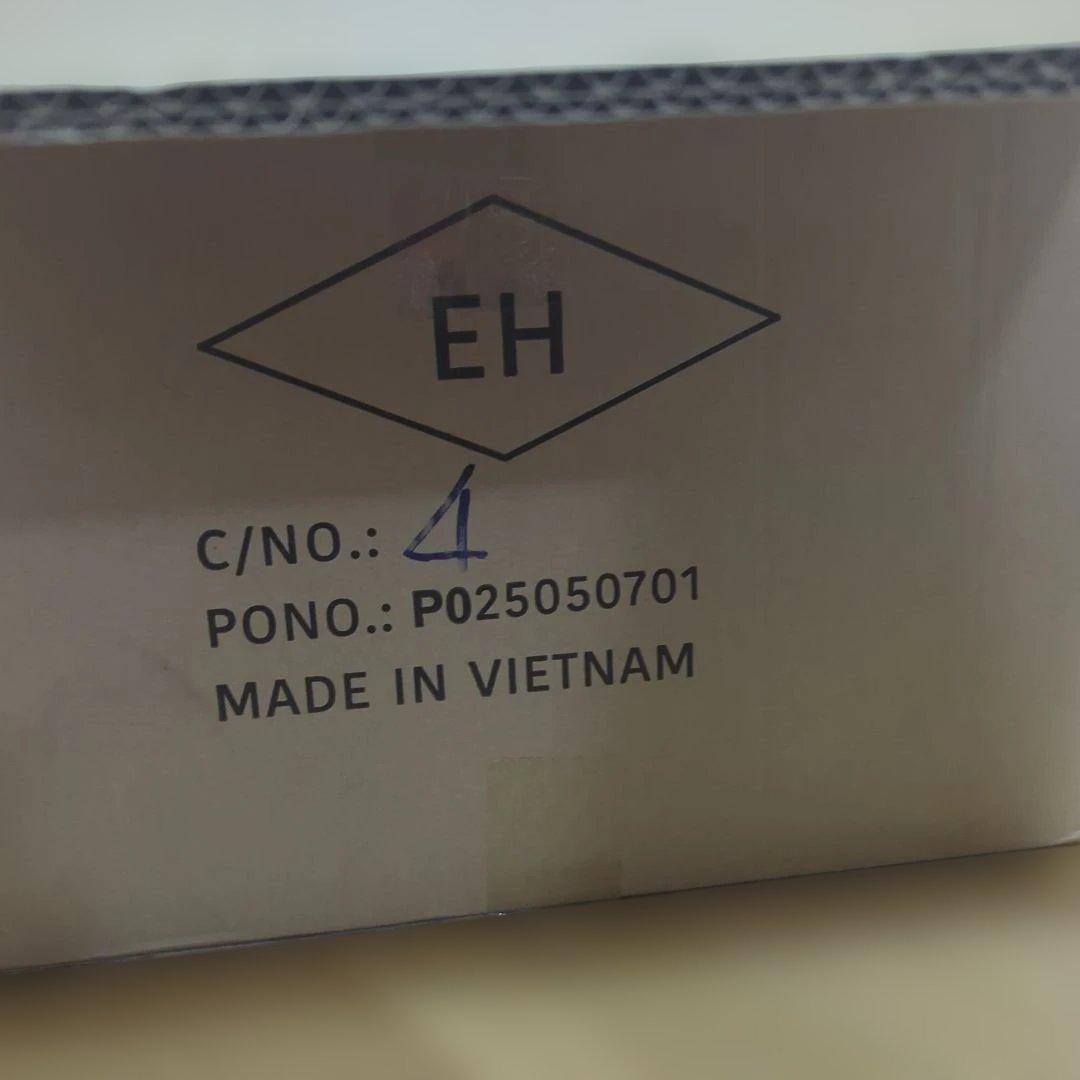 EH
C/NO.: 4
PONO.: P025050701
MADE IN VIETNAM